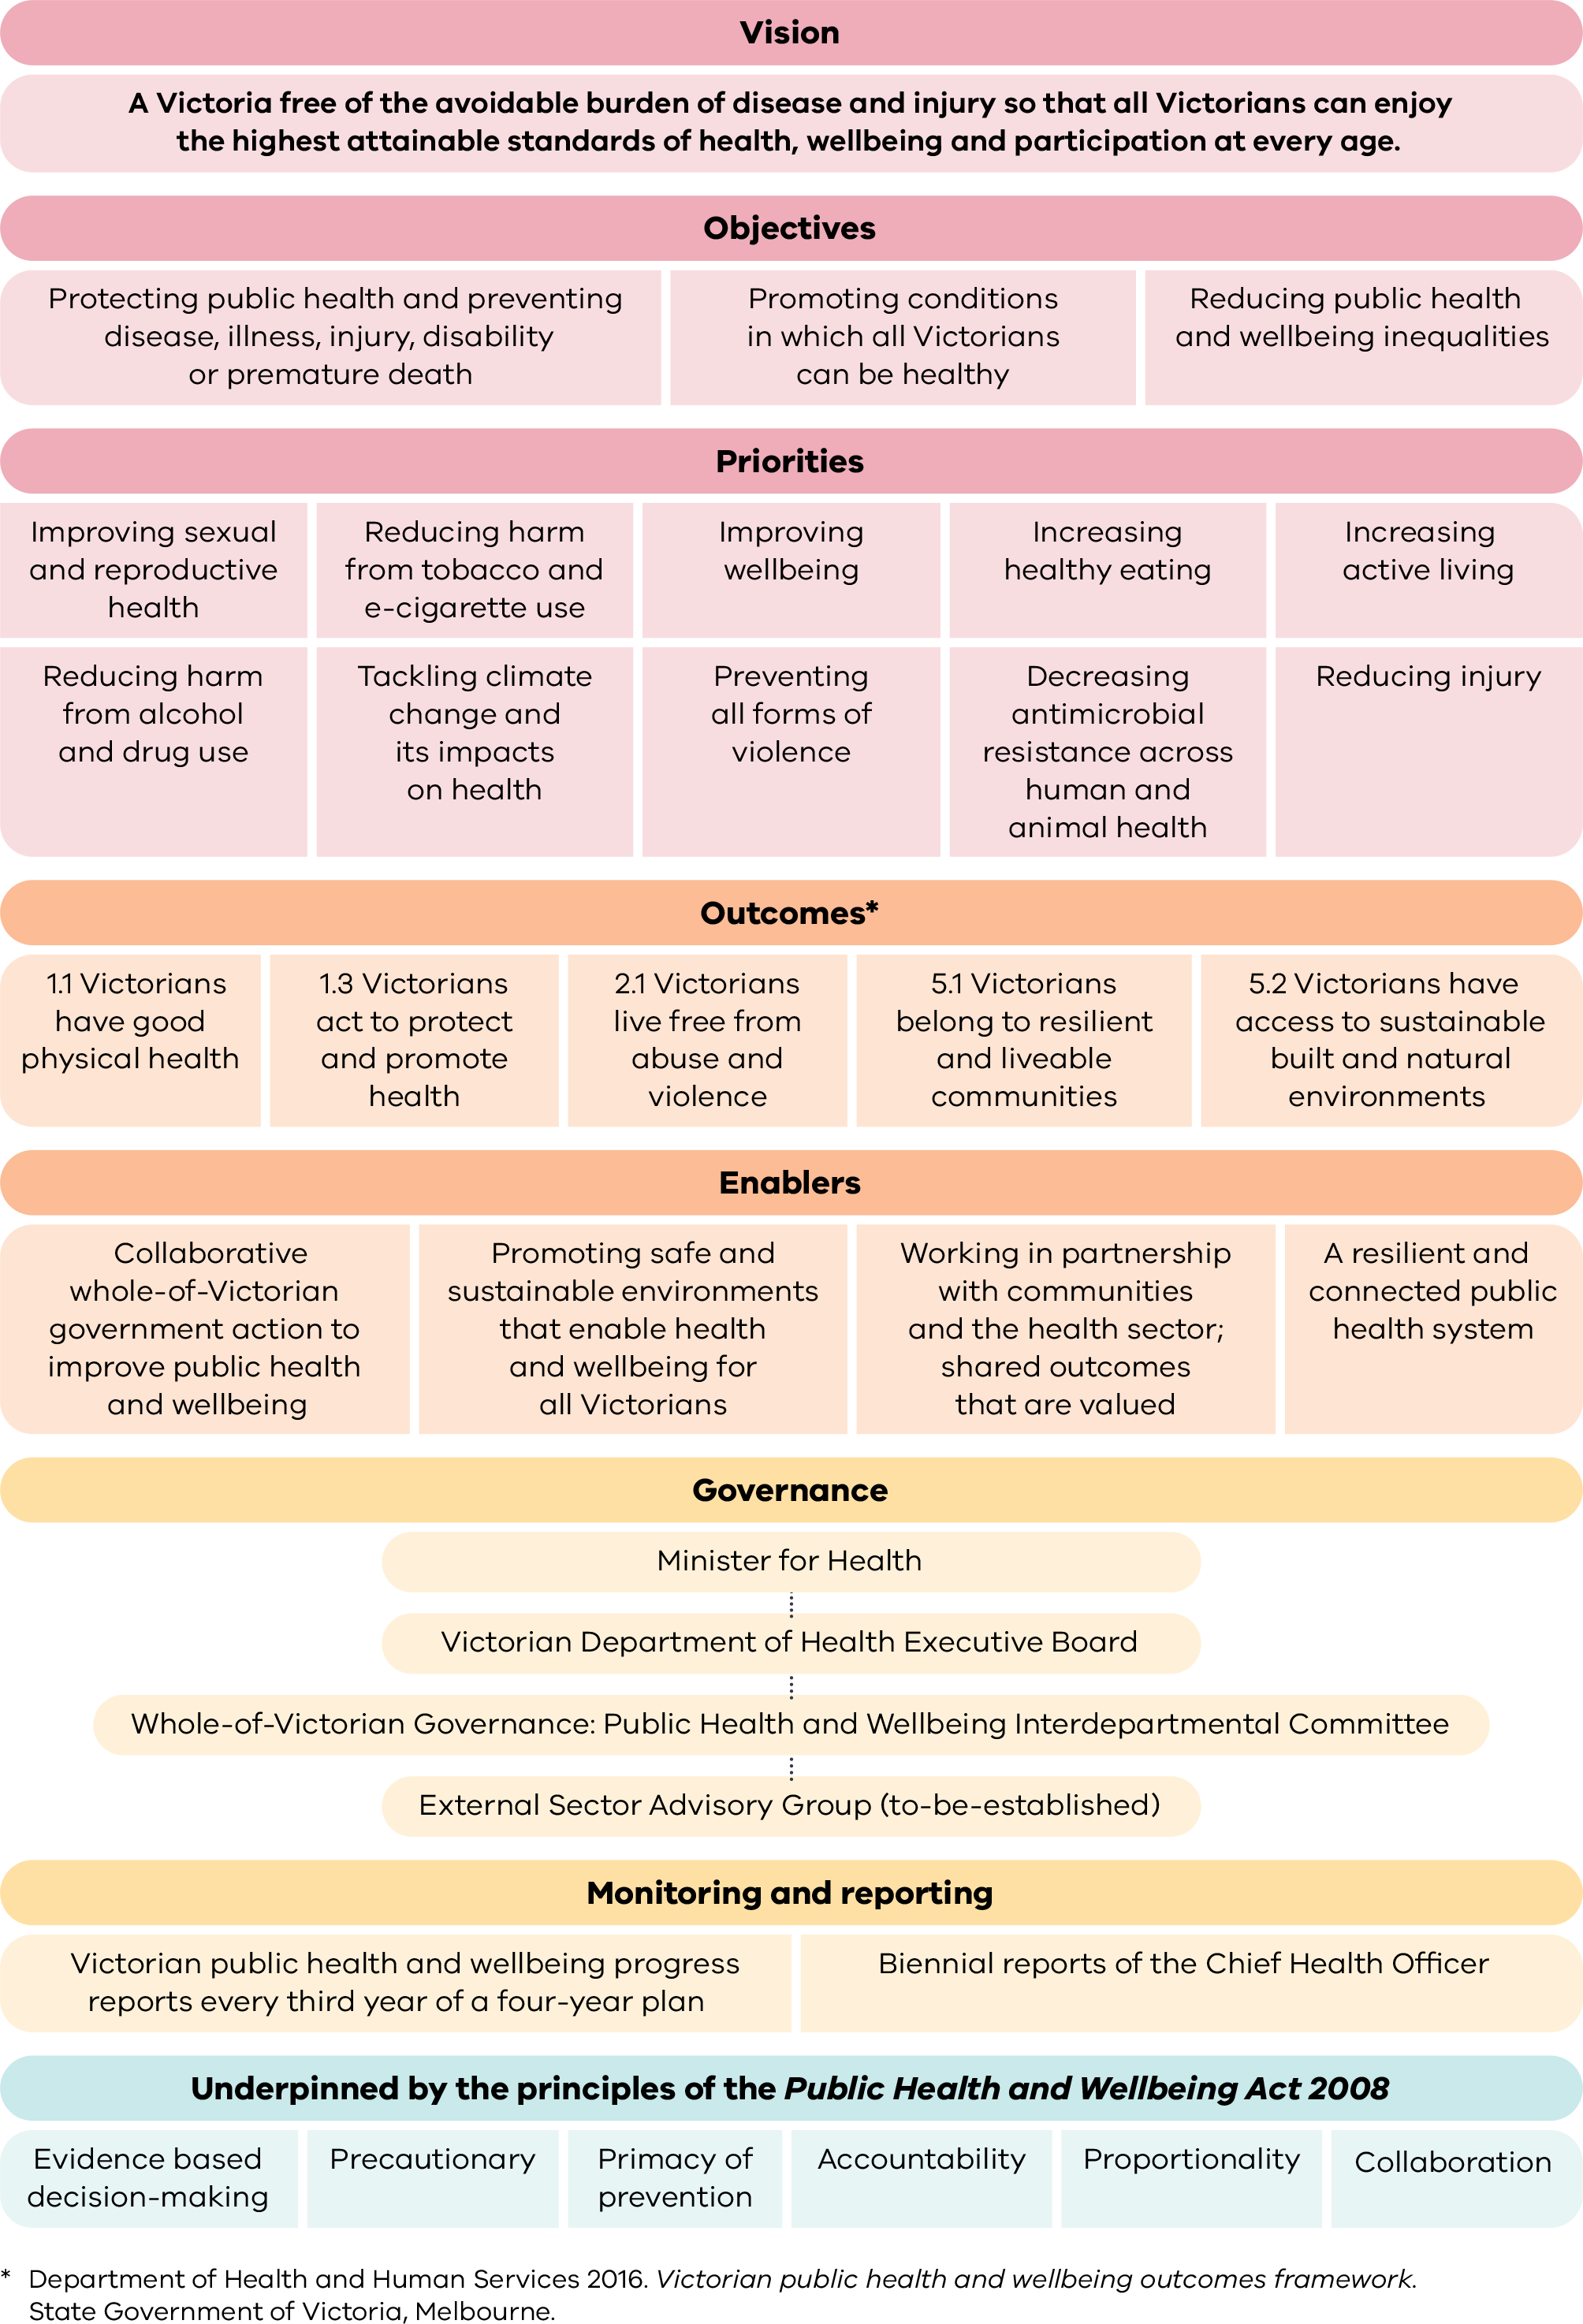 Vision
A Victoria free of the avoidable burden of disease and injury so that all Victorians can enjoy
the highest attainable standards of health, wellbeing and participation at every age.
Objectives
Protecting public health and preventing
disease, illness, injury, disability
or premature death
Promoting conditions
in which all Victorians
can be healthy
Reducing public health
and wellbeing inequalities
Priorities
Improving sexual
and reproductive
health
Reducing harm
from tobacco and
e-cigarette use
Improving
wellbeing
Increasing
healthy eating
Increasing
active living
Reducing harm
from alcohol
and drug use
Tackling climate
change and
its impacts
on health
Preventing
all forms of
violence
Decreasing
antimicrobial
resistance across
human and
animal health
Reducing injury
Outcomes*
1.1 Victorians
have good
physical health
1.3 Victorians
act to protect
and promote
health
2.1 Victorians
live free from
abuse and
violence
5.1 Victorians
belong to resilient
and liveable
communities
5.2 Victorians have
access to sustainable
built and natural
environments
Enablers
Collaborative
whole-of-Victorian
government action to
improve public health
and wellbeing
Promoting safe and
sustainable environments
that enable health
and wellbeing for
all Victorians
Working in partnership
with communities
and the health sector;
shared outcomes
that are valued
A resilient and
connected public
health system
Governance
Minister for Health
Victorian Department of Health Executive Board
Whole-of-Victorian Governance: Public Health and Wellbeing Interdepartmental Committee
External Sector Advisory Group (to-be-established)
Monitoring and reporting
Victorian public health and wellbeing progress
reports every third year of a four-year plan
Biennial reports of the Chief Health Officer
Underpinned by the principles of the Public Health and Wellbeing Act 2008
Evidence based
decision-making
Precautionary
Primacy of
prevention
Accountability
Proportionality
Collaboration
* Department of Health and Human Services 2016. Victorian public health and wellbeing outcomes framework.
State Government of Victoria, Melbourne.